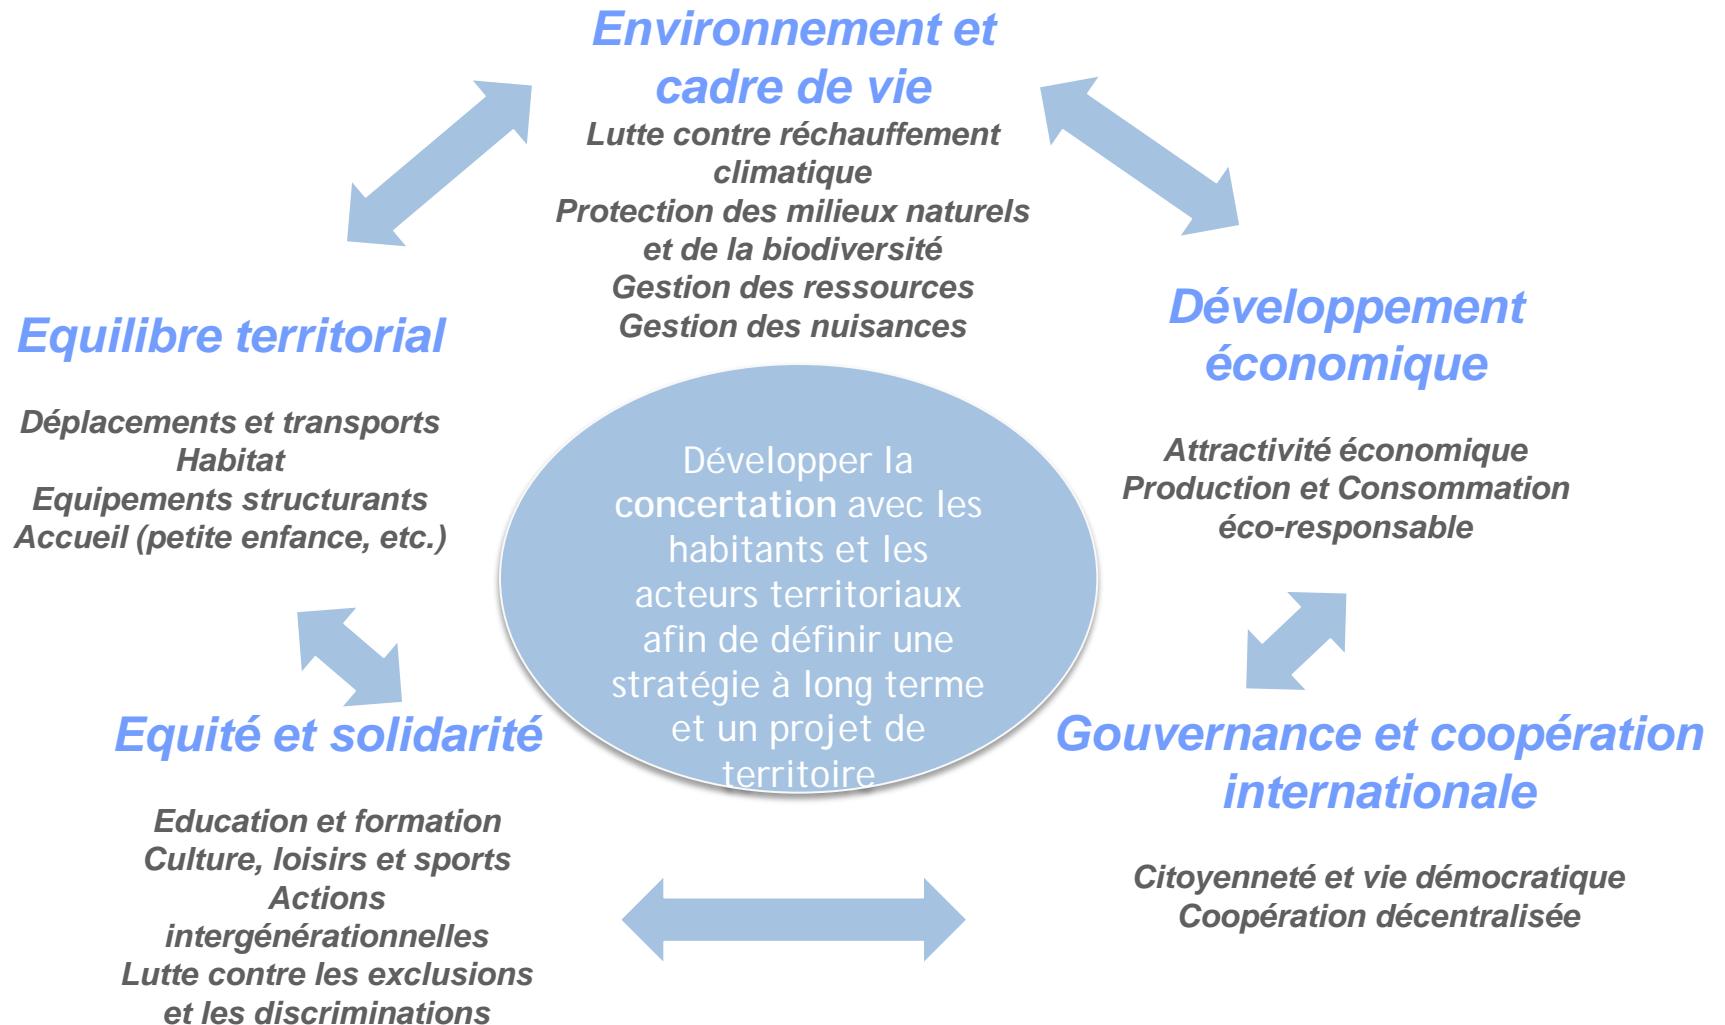 Environnement et
cadre de vie
Lutte contre réchauffement
climatique
Protection des milieux naturels
et de la biodiversité
Gestion des ressources
Gestion des nuisances
Equilibre territorial
Déplacements et transports
Habitat
Equipements structurants
Accueil (petite enfance, etc.)
Développement
économique
Attractivité économique
Production et Consommation
éco-responsable
Développer la
concertation avec les
habitants et les
acteurs territoriaux
afin de définir une
stratégie à long terme
et un projet de
territoire
Equité et solidarité
Education et formation
Culture, loisirs et sports
Actions
intergénérationnelles
Lutte contre les exclusions
et les discriminations
Gouvernance et coopération
internationale
Citoyenneté et vie démocratique
Coopération décentralisée